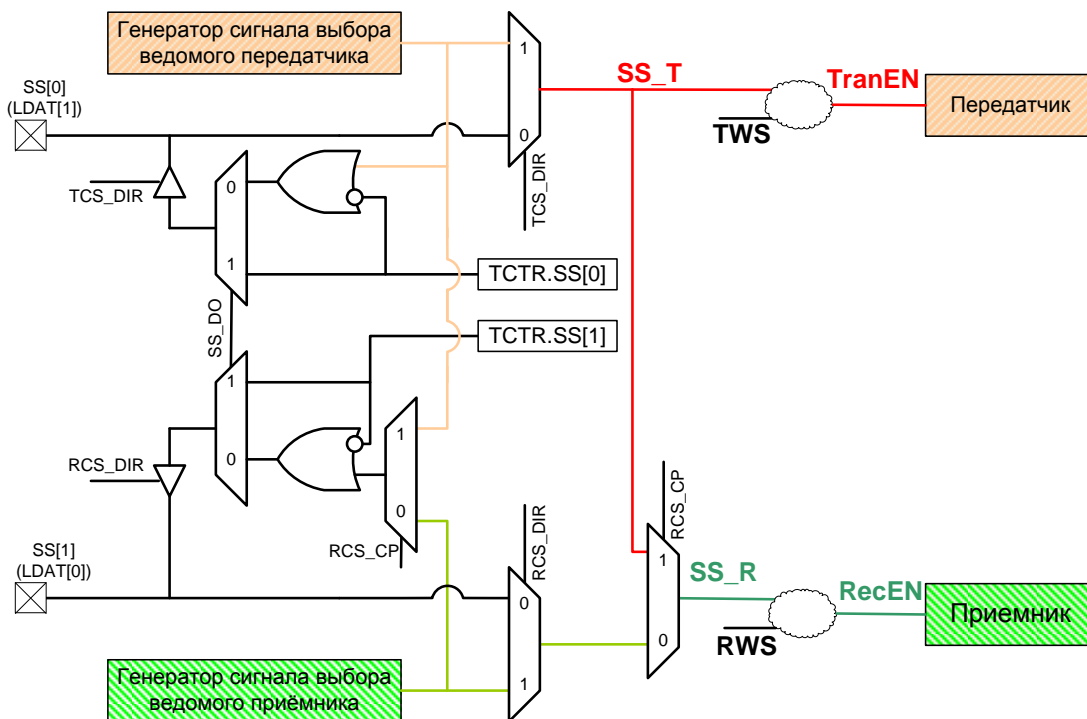 Генератор сигнала выбора
ведомого передатчика
1
SS_T
TranEN
Передатчик
SS[0]
(LDAT[1])
0
TWS
TCS_DIR
0
TCS_DIR
1
TCTR.SS[0]
SS_DO
TCTR.SS[1]
1
1
RCS_DIR
0
0
RCS_CP
RCS_DIR
RCS_CP
SS[1]
(LDAT[0])
1
SS_R
RecEN
Приемник
0
0
RWS
Генератор сигнала выбора
ведомого приёмника
1